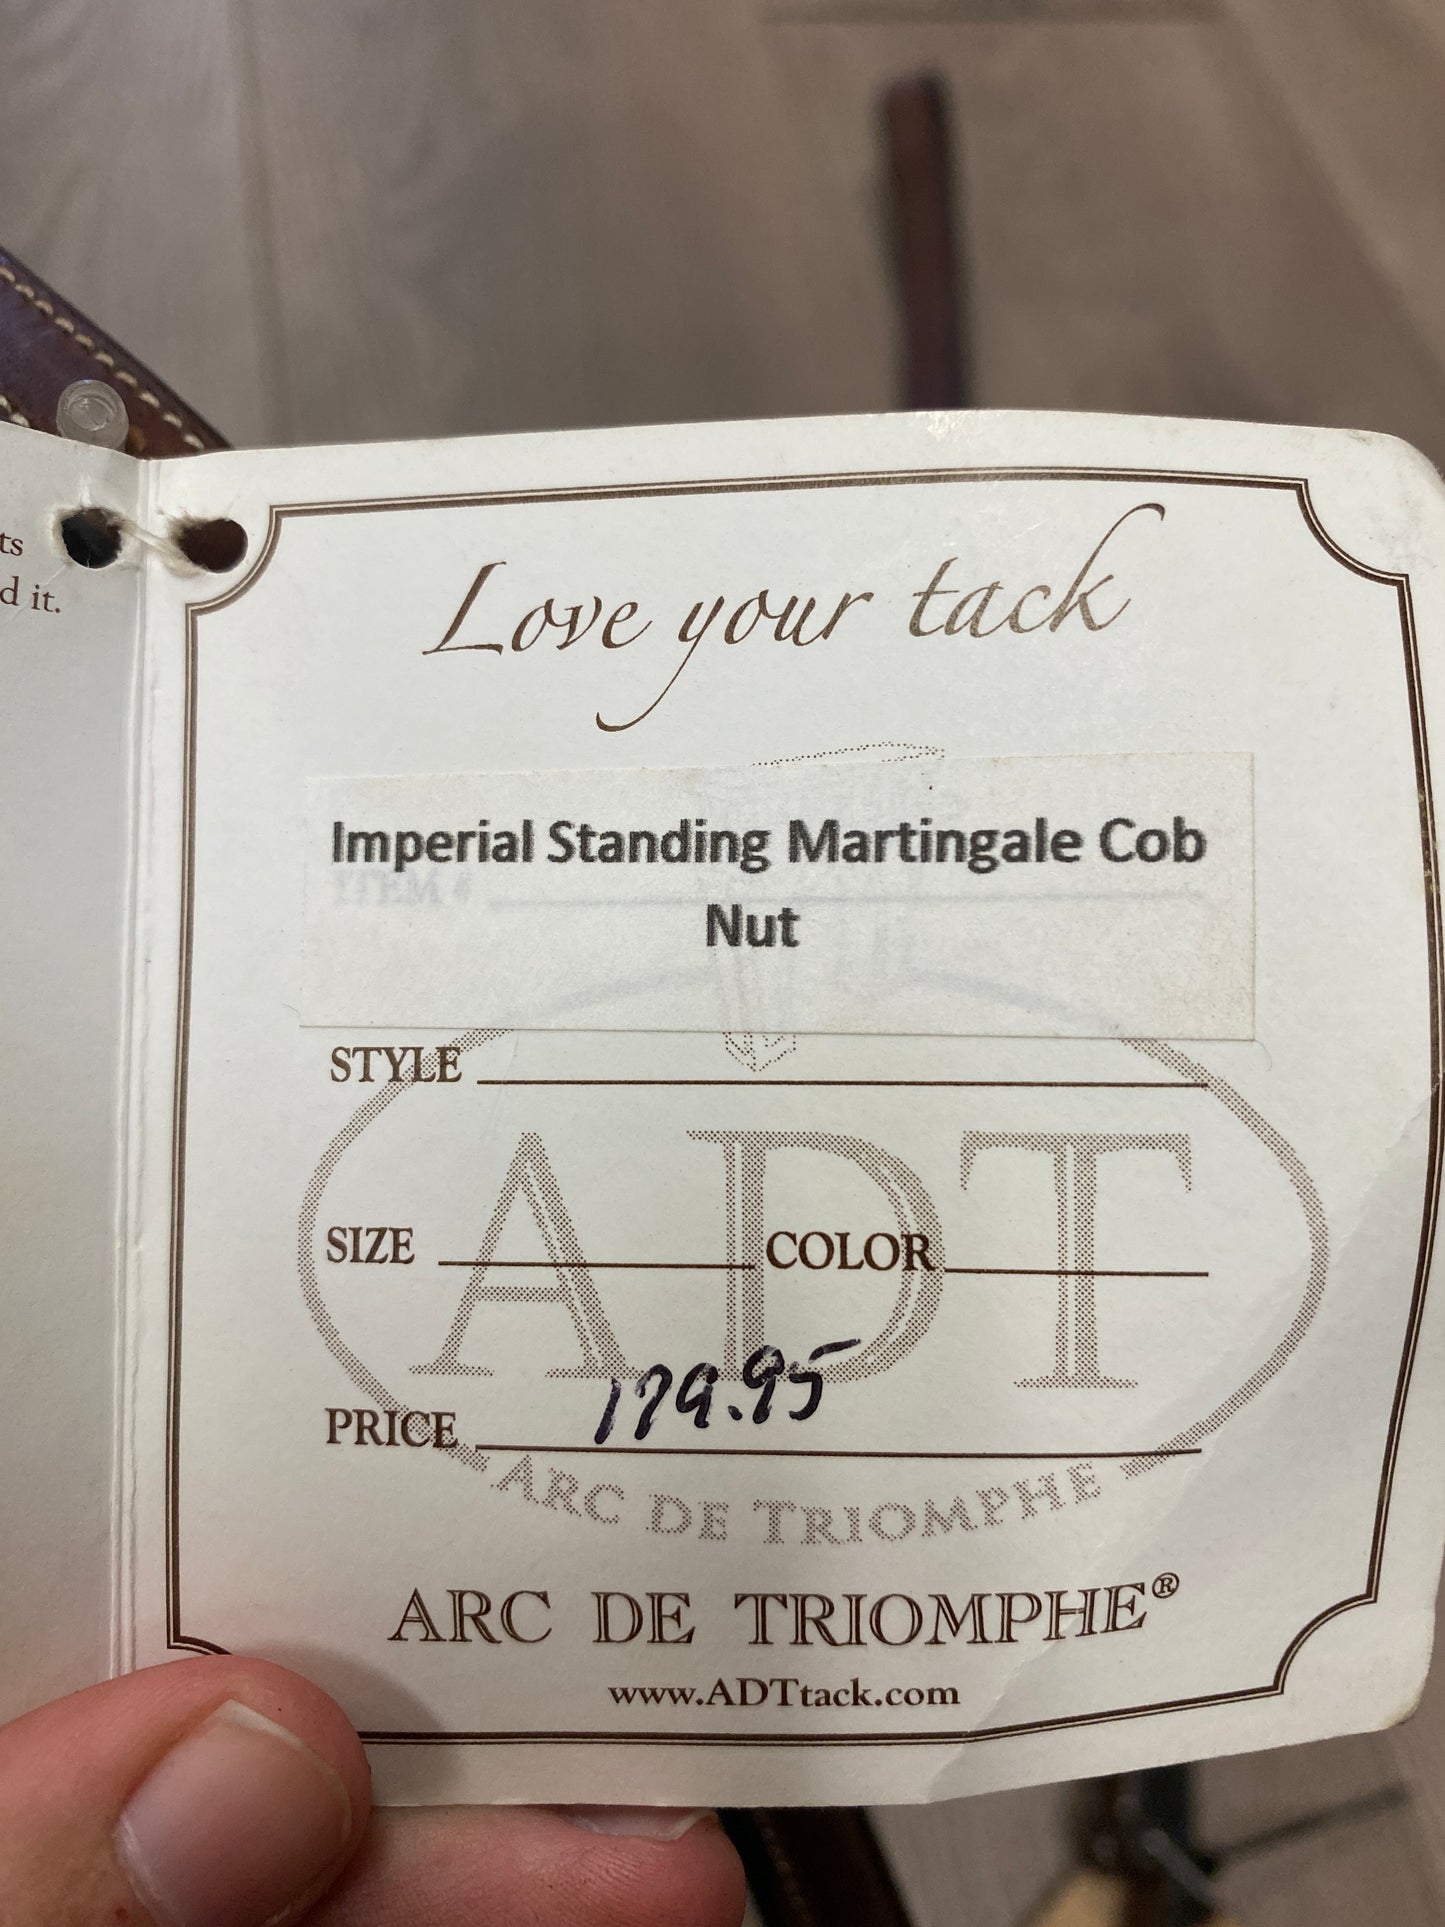 ts
d it.
Love your tack
Imperial Standing Martingale Cob
Nut
ITEM #
STYLE
SIZE COLOR
ADT
PRICE 179.95
ARC DE TRIOMPHE
ARC DE TRIOMPHE®
www.ADTtack.com